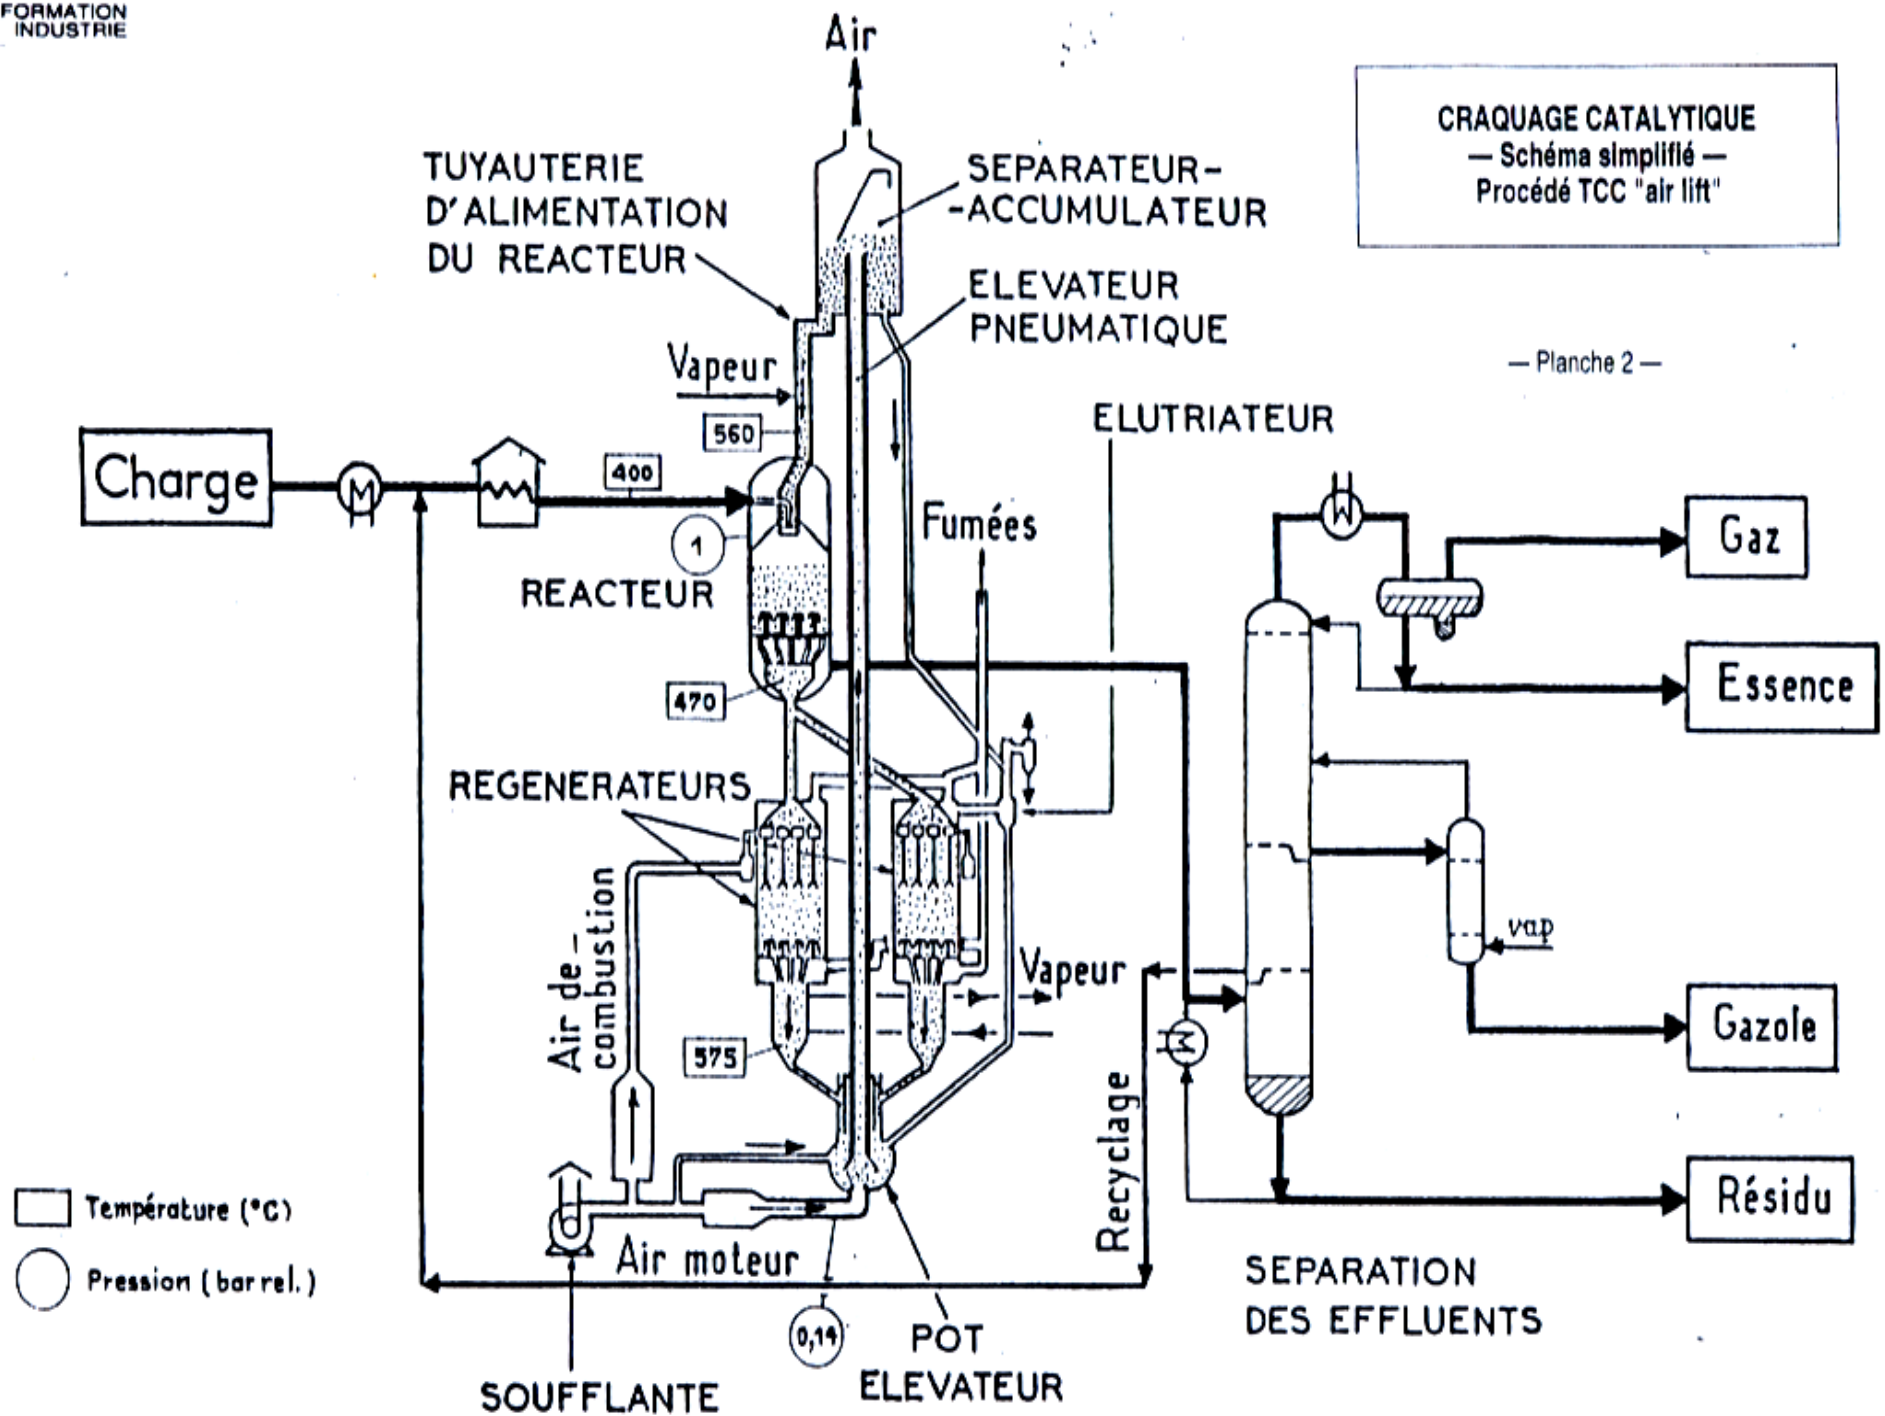 FORMATION
INDUSTRIE
Air
CRAQUAGE CATALYTIQUE
— Schéma simplifié —
Procédé TCC "air lift"
TUYAUTERIE
D'ALIMENTATION
DU REACTEUR
SEPARATEUR-
-ACCUMULATEUR
ELEVATEUR
PNEUMATIQUE
— Planche 2 —
Vapeur
560
ELUTRIATEUR
Charge
400
Fumées
1
REACTEUR
Gaz
470
Essence
REGENERATEURS
Air de-
combustion
vap
Vapeur
575
Gazole
Recyclage
Température (°C)
Résidu
Pression (bar rel.)
Air moteur
0,14
POT
ELEVATEUR
SEPARATION
DES EFFLUENTS
SOUFFLANTE